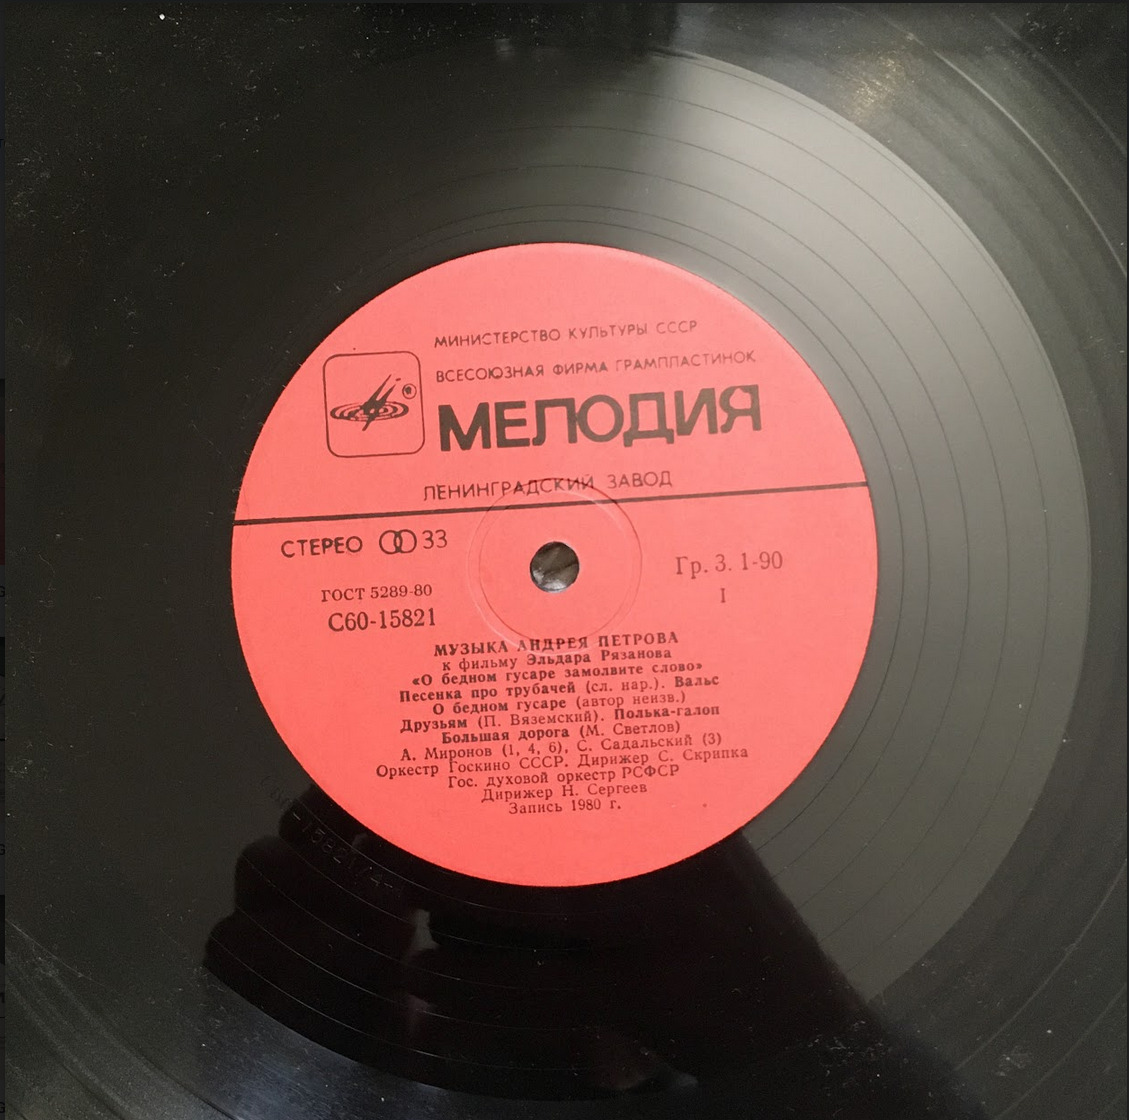 МИНИСТЕРСТВО КУЛЬТУРЫ СССР
ВСЕСОЮЗНАЯ ФИРМА ГРАМПЛАСТИНОК
МЕЛОДИЯ
ЛЕНИНГРАДСКИЙ ЗАВОД
СТЕРЕО 33
ГОСТ 5289-80
С60-15821
Гр. 3. 1-90
I
МУЗЫКА АНДРЕЯ ПЕТРОВА
к фильму Эльдара Рязанова
«О бедном гусаре замолвите слово»
Песенка про трубачей (сл. нар.). Вальс
О бедном гусаре (автор неизв.)
Друзьям (П. Вяземский). Полька-галоп
Большая дорога (М. Светлов)
А. Миронов (1, 4, 6), С. Садальский (3)
Оркестр Госкино СССР. Дирижер С. Скрипка
Гос. духовой оркестр РСФСР
Дирижер Н. Сергеев
Запись 1980 г.